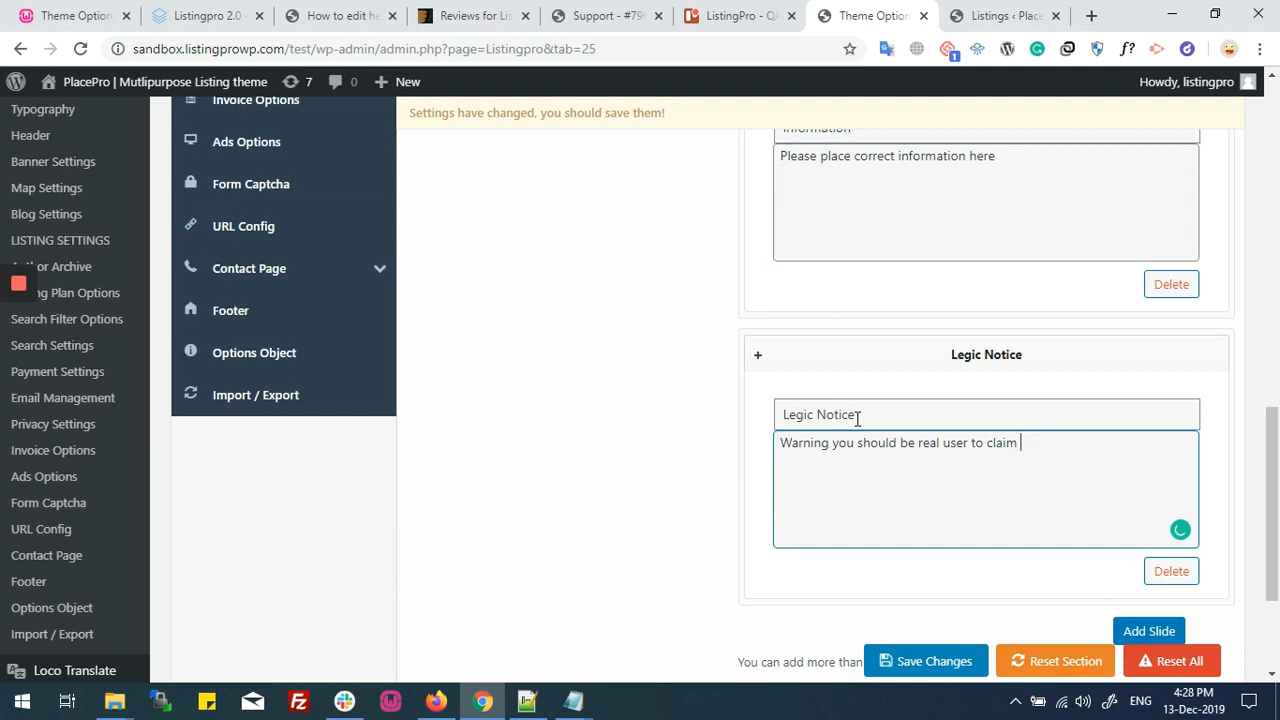 Theme Option
Listingpro 2.0 -
How to edit he
Reviews for Lis
Support - #796
ListingPro - QA
Theme Option
Listings ‹ Place
sandbox.listingprowp.com/test/wp-admin/admin.php?page=Listingpro&tab=25
1
f?
PlacePro | Mutlipurpose Listing theme
7
0
New
Howdy, listingpro
Typography
Header
Banner Settings
Map Settings
Blog Settings
LISTING SETTINGS
Author Archive
Listing Plan Options
Search Filter Options
Search Settings
Payment Settings
Email Management
Privacy Settings
Invoice Options
Ads Options
Form Captcha
URL Config
Contact Page
Footer
Options Object
Import / Export
Loco Translate
Invoice Options
Ads Options
Form Captcha
URL Config
Contact Page
Footer
Options Object
Import / Export
Settings have changed, you should save them!
Information
Please place correct information here
Delete
+ Legic Notice
Legic Notice
Warning you should be real user to claim
Delete
Add Slide
You can add more than
Save Changes
Reset Section
Reset All
ENG
4:28 PM
13-Dec-2019